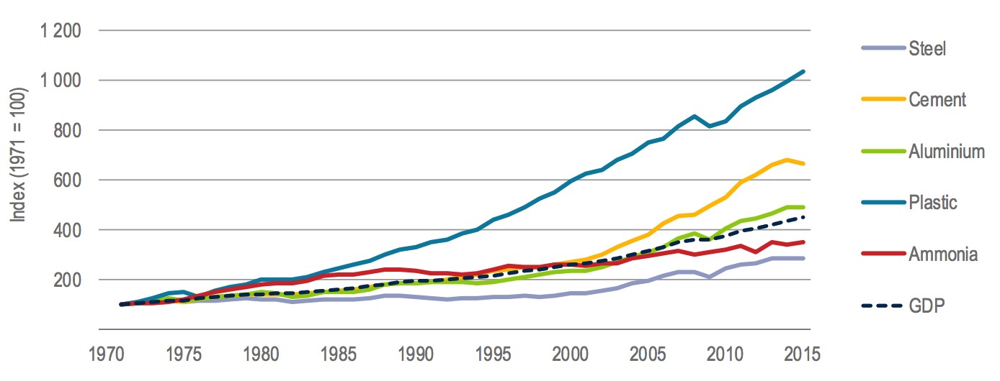 Index (1971 = 100)
1 200
1 000
800
600
400
200
1970 1975 1980 1985 1990 1995 2000 2005 2010 2015
Steel
Cement
Aluminium
Plastic
Ammonia
GDP